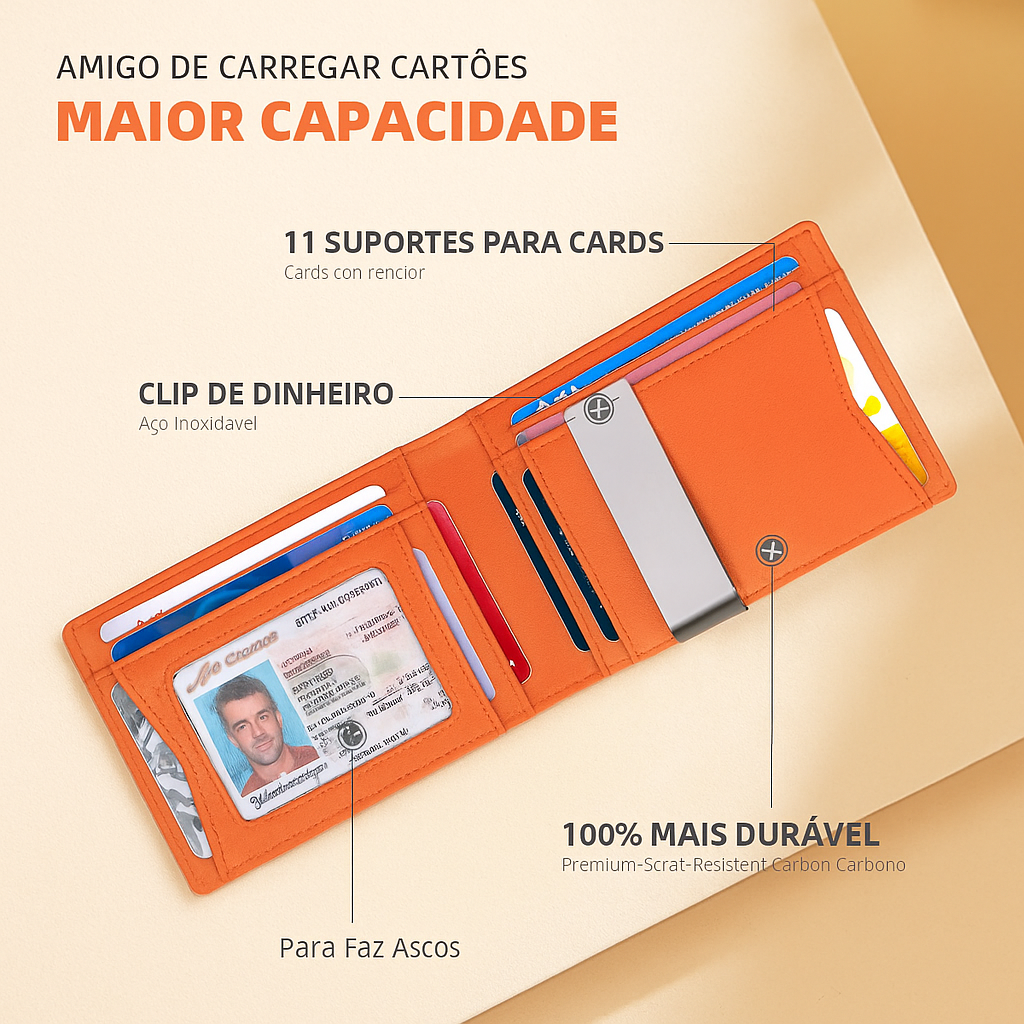 AMIGO DE CARREGAR CARTÔES
MAIOR CAPACIDADE
11 SUPORTES PARA CARDS
Cards con rencior
CLIP DE DINHEIRO
Aço Inoxidavel
100% MAIS DURÁVEL
Premium-Scrat-Resistent Carbon Carbono
Para Faz Ascos